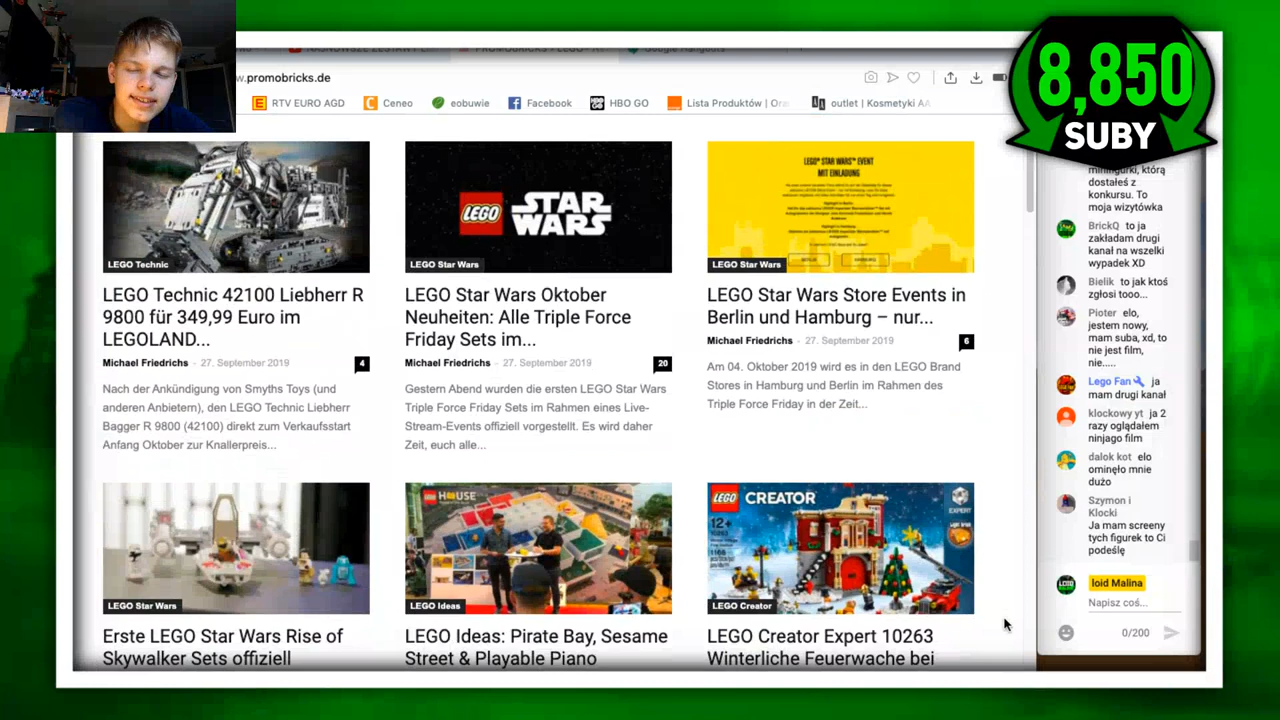 .promobricks.de
RTV EURO AGD
Ceneo
eobuwie
Facebook
HBO GO
HBO GO
Lista Produktów | Ora
outlet | Kosmetyki AA
8,850
SUBY
LEGO Technic
LEGO
STAR
WARS
LEGO Star Wars
LEGO STAR WARS™ EVENT
MIT EINLADUNG
LEGO Star Wars
LEGO Technic 42100 Liebherr R
9800 für 349,99 Euro im
LEGOLAND...
Michael Friedrichs - 27. September 2019
4
Nach der Ankündigung von Smyths Toys (und
anderen Anbietern), den LEGO Technic Liebherr
Bagger R 9800 (42100) direkt zum Verkaufsstart
Anfang Oktober zur Knallerpreis...
LEGO Star Wars Oktober
Neuheiten: Alle Triple Force
Friday Sets im...
Michael Friedrichs - 27. September 2019
20
Gestern Abend wurden die ersten LEGO Star Wars
Triple Force Friday Sets im Rahmen eines Live-
Stream-Events offiziell vorgestellt. Es wird daher
Zeit, euch alle...
LEGO Star Wars Store Events in
Berlin und Hamburg – nur...
Michael Friedrichs - 27. September 2019
6
Am 04. Oktober 2019 wird es in den LEGO Brand
Stores in Hamburg und Berlin im Rahmen des
Triple Force Friday in der Zeit...
LEGO Star Wars
LEGO HOUSE
LEGO Ideas
LEGO CREATOR
EXPERT
12+
10263
LEGO Creator
Erste LEGO Star Wars Rise of
Skywalker Sets offiziell
LEGO Ideas: Pirate Bay, Sesame
Street & Playable Piano
LEGO Creator Expert 10263
Winterliche Feuerwache bei
minifigurki, którą
dostałeś z
konkursu. To
moja wizytówka
BrickQ to ja
zakładam drugi
kanał na wszelki
wypadek XD
Bielik to jak ktoś
zgłosi tooo...
Pioter elo,
jestem nowy,
mam suba, xd, to
nie jest film,
nie.....
Lego Fan ja
mam drugi kanał
klockowy yt ja 2
razy oglądałem
ninjago film
dalok kot elo
ominęło mnie
dużo
Szymon i
Klocki
Ja mam screeny
tych figurek to Ci
podeślę
loid Malina
Napisz coś...
0/200